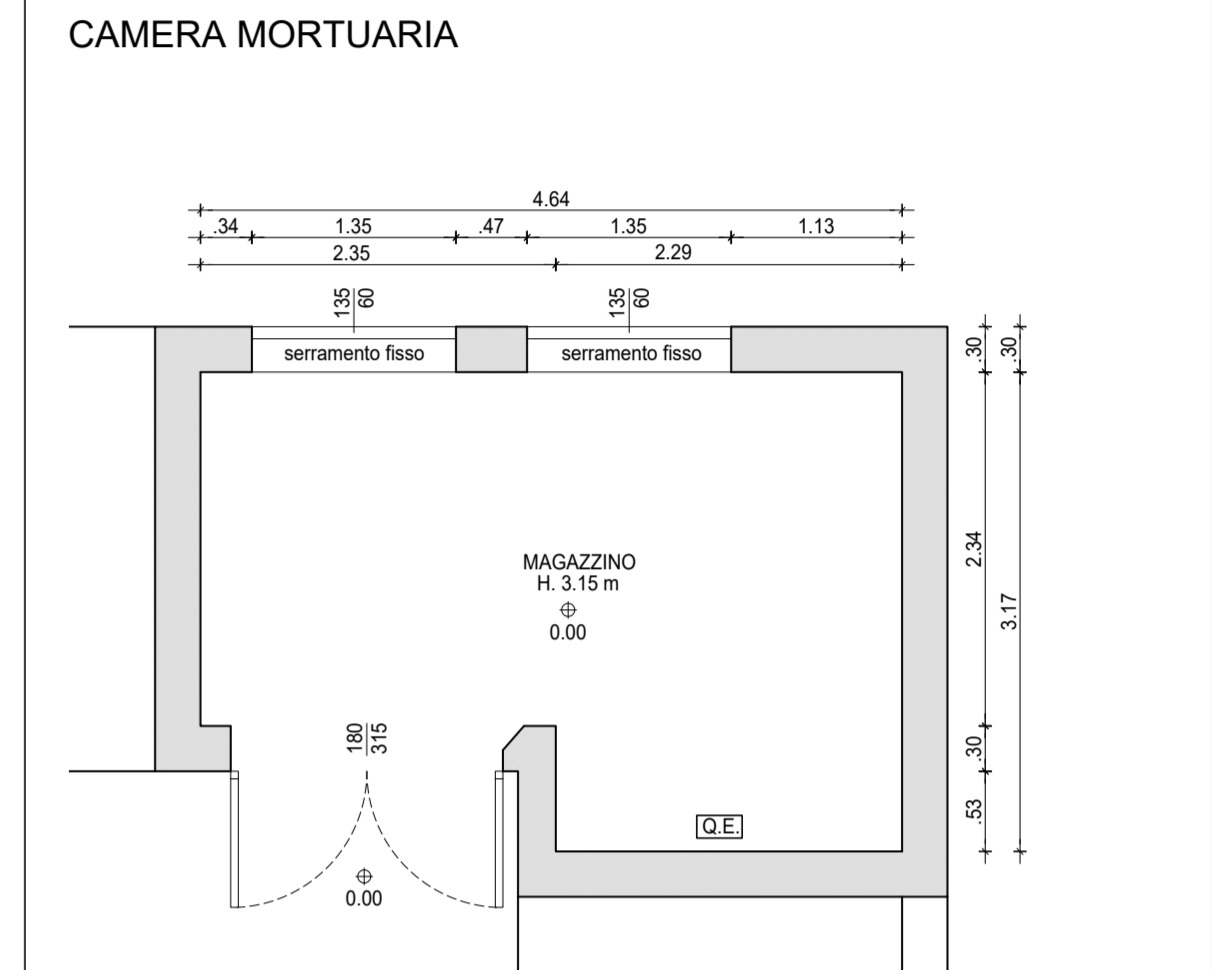 CAMERA MORTUARIA
4.64
.34 1.35 .47 1.35 1.13
2.35 2.29
135 60 135 60
serramento fisso serramento fisso
.30 .30
MAGAZZINO
H. 3.15 m
0.00
2.34
3.17
180 315
.30
.53
Q.E.
0.00